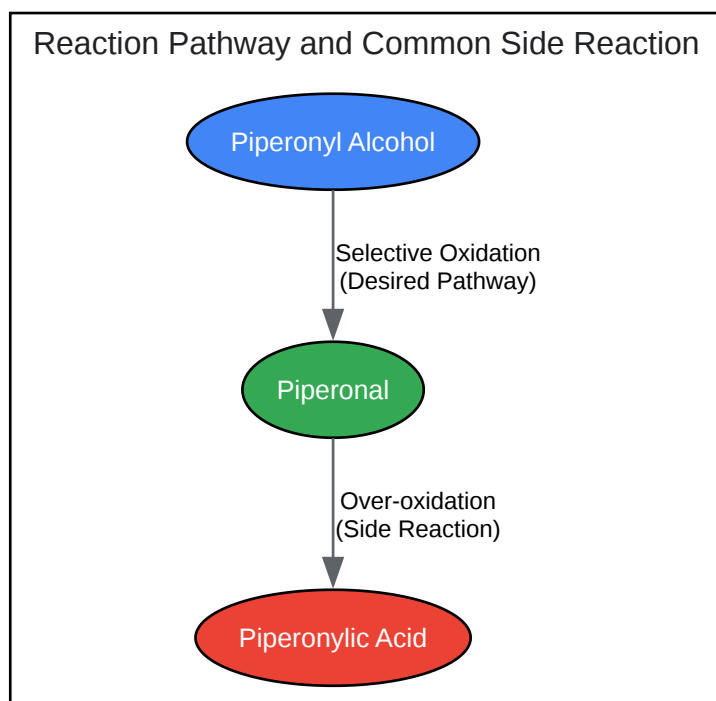 Reaction Pathway and Common Side Reaction
Piperonyl Alcohol
Selective Oxidation
(Desired Pathway)
Piperonal
Over-oxidation
(Side Reaction)
Piperonylic Acid